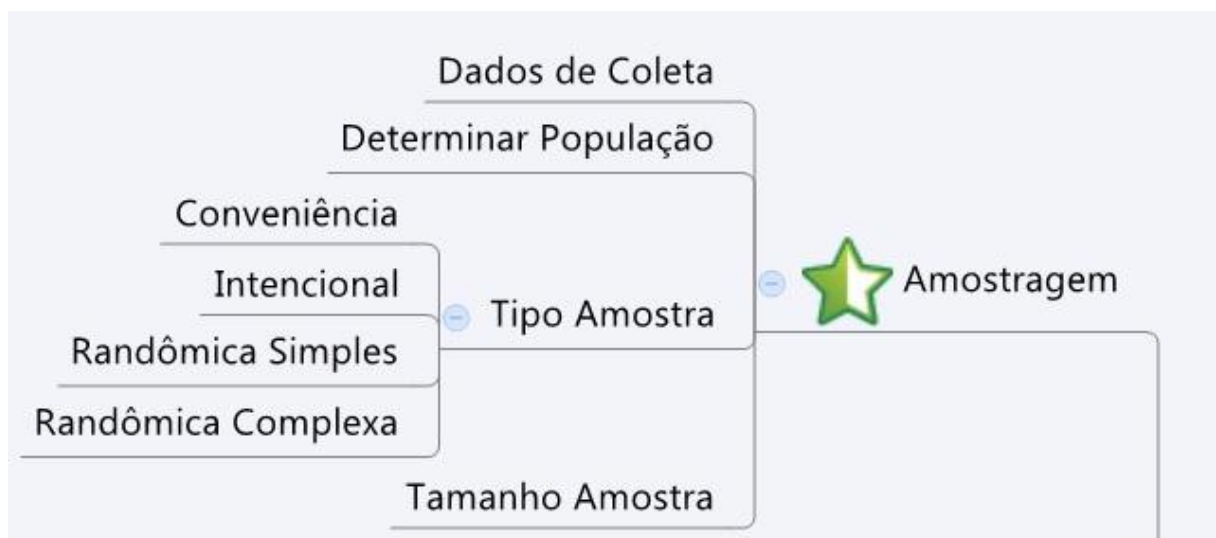 Dados de Coleta
Determinar População
Conveniência
Intencional
Randômica Simples
Randômica Complexa
Tipo Amostra
Tamanho Amostra
Amostragem